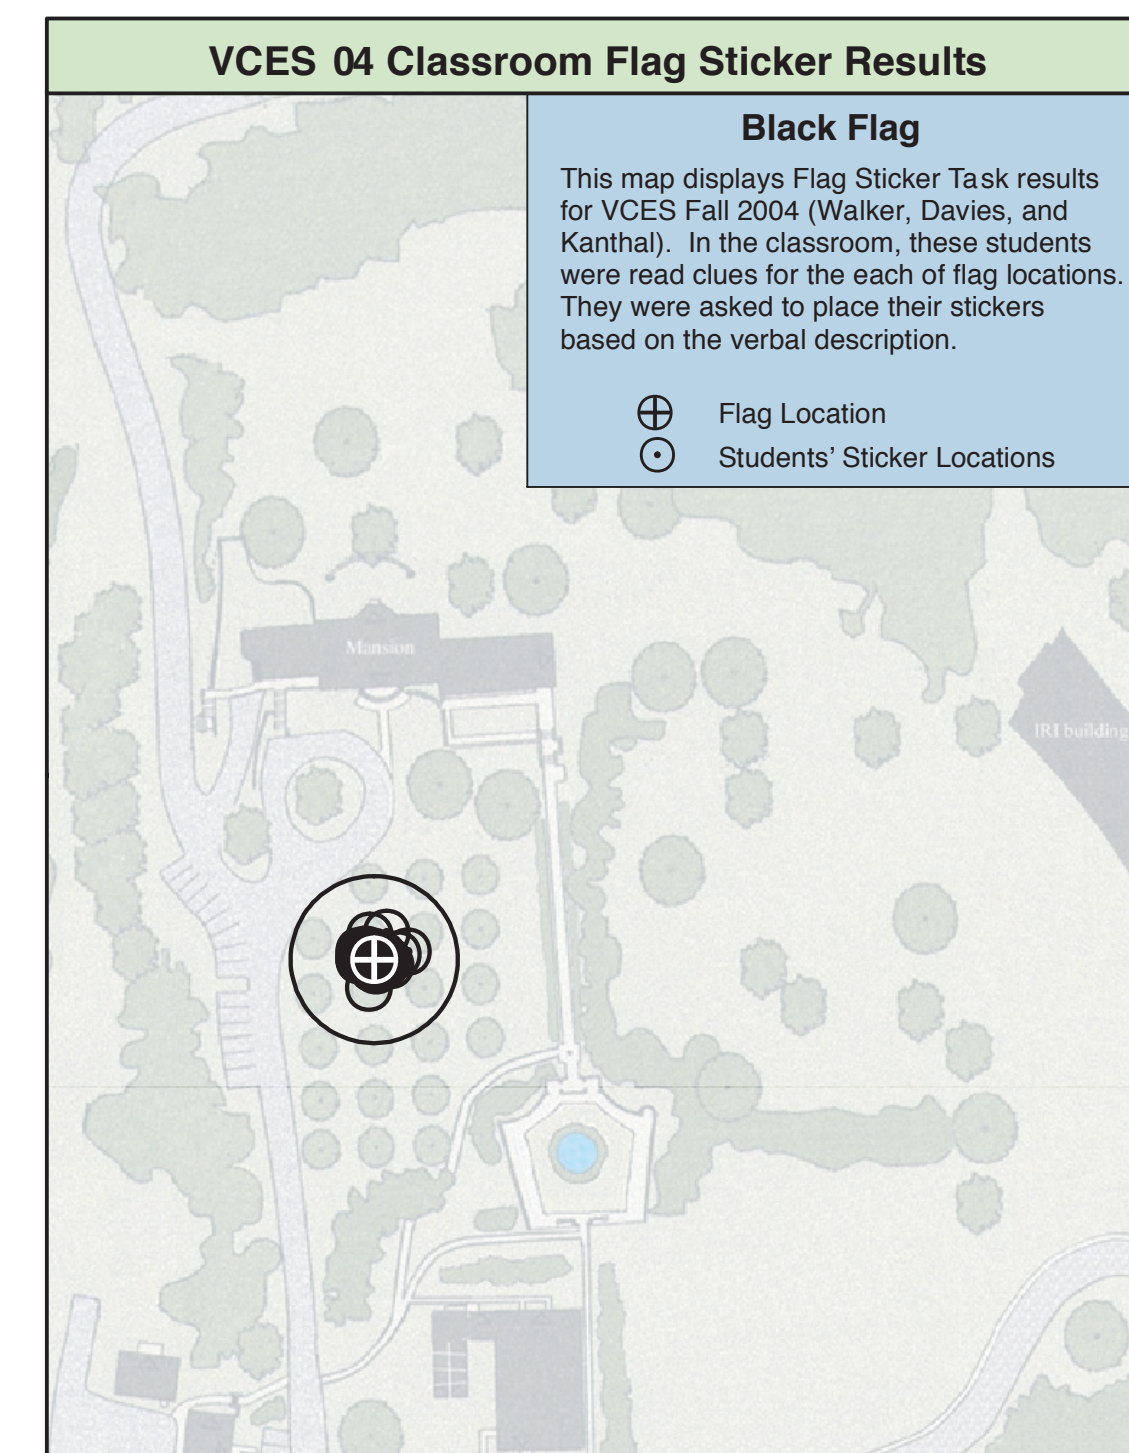 VCES 04 Classroom Flag Sticker Results
Black Flag
This map displays Flag Sticker Task results
for VCES Fall 2004 (Walker, Davies, and
Kanthal).  In the classroom, these students
were read clues for the each of flag locations.
They were asked to place their stickers
based on the verbal description.
Flag Location
Students’ Sticker Locations
Mansion
IRI building